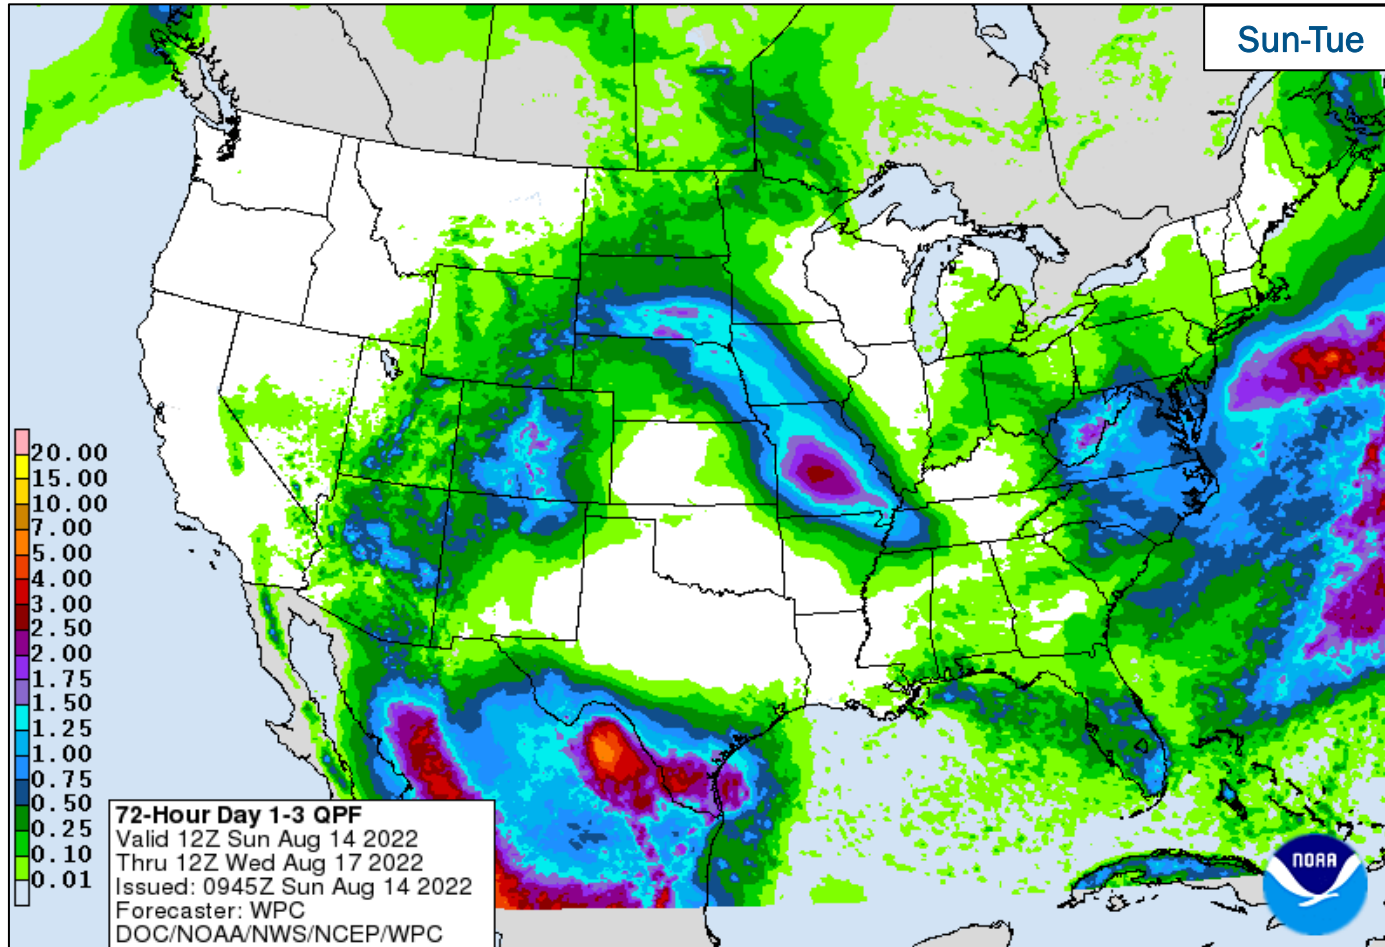 Sun-Tue
20.00
15.00
10.00
7.00
5.00
4.00
3.00
2.50
2.00
1.75
1.50
1.25
1.00
0.75
0.50
0.25
0.10
0.01
72-Hour Day 1-3 QPF
Valid 12Z Sun Aug 14 2022
Thru 12Z Wed Aug 17 2022
Issued: 0945Z Sun Aug 14 2022
Forecaster: WPC
DOC/NOAA/NWS/NCEP/WPC
NOAA